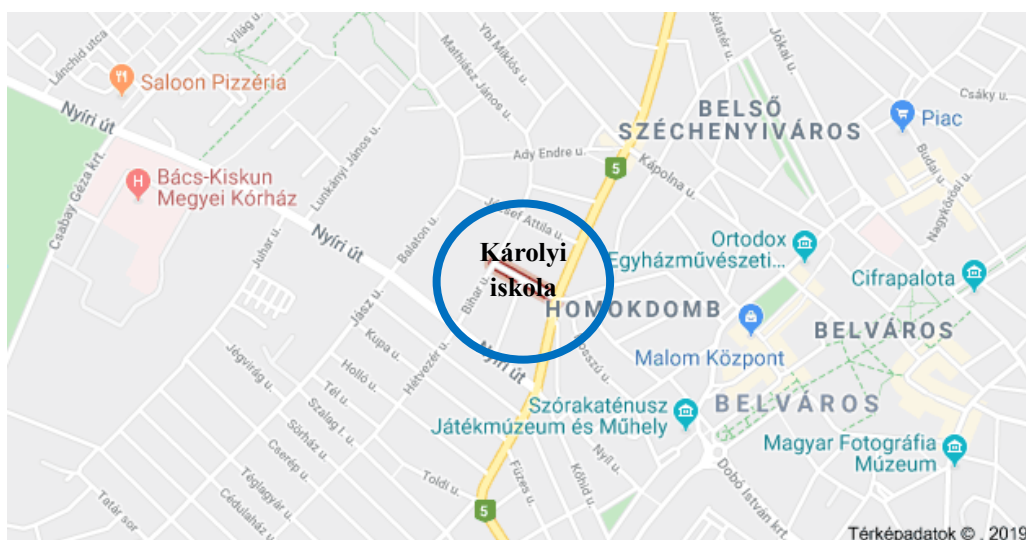 Lánchíd utca
Világ u.
Ybl Miklós u.
Mathiász János u.
Sétatér u.
Jókai u.
Csáky u.
Saloon Pizzéria
BELSŐ
SZÉCHENYIVÁROS
Piac
Nyíri út
Ady Endre u.
Kápolna u.
5
Budai u.
Nagykőrösi u.
Csabay Géza krt.
H
Bács-Kiskun
Megyei Kórház
Lunkányi János u.
Juhar u.
Nyíri út
Balaton u.
József Attila u.
Károlyi
iskola
Ortodox
Egyházművészeti...
Cifrapalota
Bihar u.
HOMOKDOMB
BELVÁROS
Malom Központ
Jász u.
Kupa u.
Nyíri út
Hétvezér u.
Jégvirág u.
Holló u.
Tél u.
Szalag I. u.
Sörház u.
Cserép u.
Téglagyár u.
Cédulaház u.
Tatár sor
Szórakaténusz
Játékmúzeum és Műhely
BELVÁROS
Magyar Fotográfia
Múzeum
Toldi u.
Füzes u.
Kőhíd u.
Nyíl u.
Dobó István krt.
5
Térképadatok © , 2019